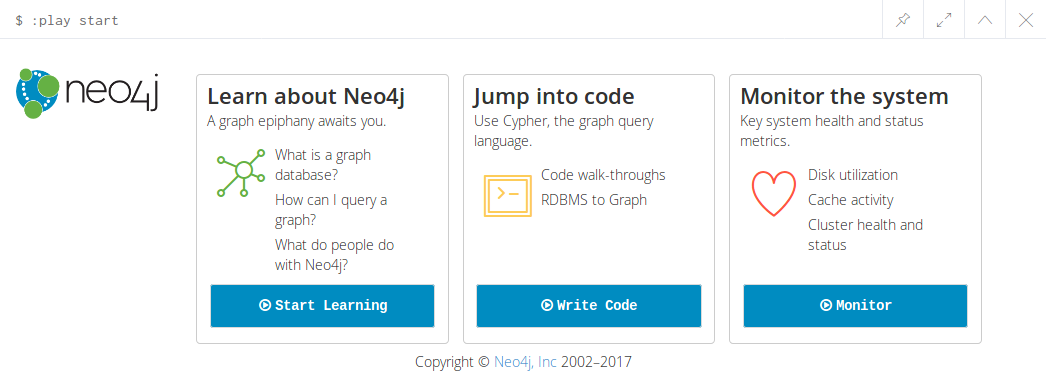 $ :play start
neo4j
Learn about Neo4j
A graph epiphany awaits you.
What is a graph
database?
How can I query a
graph?
What do people do
with Neo4j?
Start Learning
Jump into code
Use Cypher, the graph query
language.
Code walk-throughs
RDBMS to Graph
Write Code
Monitor the system
Key system health and status
metrics.
Disk utilization
Cache activity
Cluster health and
status
Monitor
Copyright © Neo4j, Inc 2002–2017